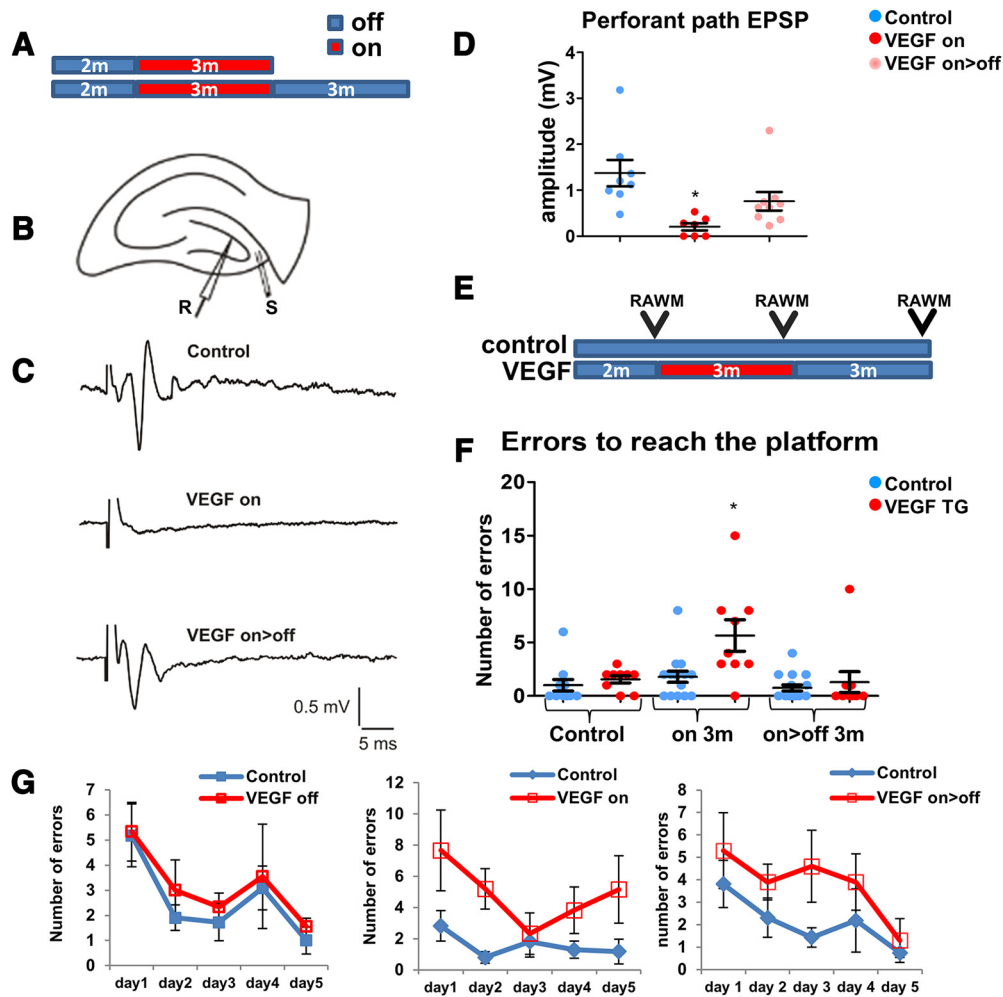 A
off
on
2m 3m
2m 3m 3m
B
R S
C
Control
VEGF on
VEGF on>off
0.5 mV
5 ms
D
Perforant path EPSP
Control
VEGF on
VEGF on>off
amplitude (mV)
4
3
2
1
0
*
E
RAWM RAWM RAWM
control
VEGF 2m 3m 3m
F
Errors to reach the platform
Control
VEGF TG
Number of errors
20
15
10
5
0
*
Control on 3m on>off 3m
G
Control
VEGF off
Number of errors
7
6
5
4
3
2
1
0
day1 day2 day3 day4 day5
Control
VEGF on
Number of errors
12
10
8
6
4
2
0
day1 day2 day3 day4 day5
Control
VEGF on>off
number of errors
8
7
6
5
4
3
2
1
0
day 1 day 2 day 3 day 4 day 5